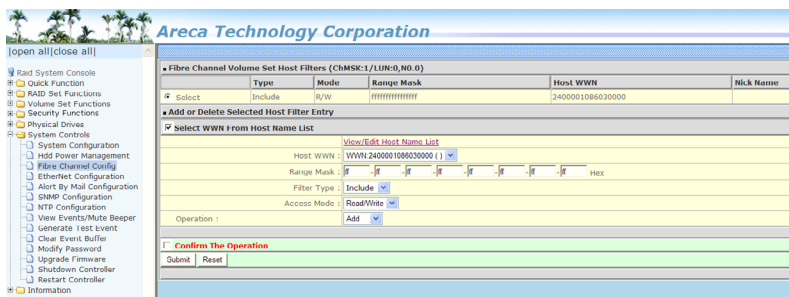 Areca Technology Corporation
|open all|close all|
Raid System Console
Quick Function
RAID Set Functions
Volume Set Functions
Security Functions
Physical Drives
System Controls
System Configuration
Hdd Power Management
Fibre Channel Config
EtherNet Configuration
Alert By Mail Configuration
SNMP Configuration
NTP Configuration
View Events/Mute Beeper
Generate Test Event
Clear Event Buffer
Modify Password
Upgrade Firmware
Shutdown Controller
Restart Controller
Information
Fibre Channel Volume Set Host Filters (ChMSK:1/LUN:0,N0.0)
Type Mode Range Mask Host WWN Nick Name
Select Include R/W ffffffffffffffff 2400001086030000
Add or Delete Selected Host Filter Entry
Select WWN From Host Name List
View/Edit Host Name List
Host WWN : WWN:2400001086030000 ( )
Range Mask : ff -ff -ff -ff -ff -ff -ff -ff Hex
Filter Type : Include
Access Mode : Read/Write
Operation : Add
Confirm The Operation
Submit Reset